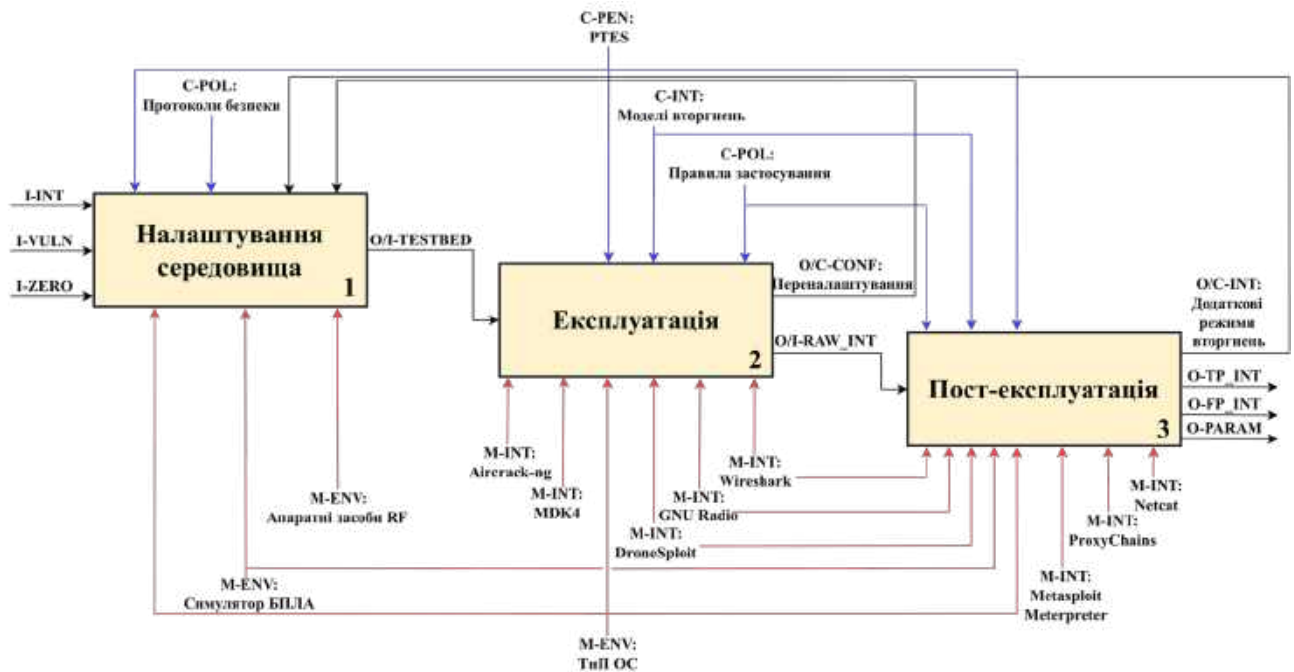 C-PEN:
PTES
C-POL:
Протоколи безпеки
C-INT:
Моделі вторгнень
C-POL:
Правила застосування
I-INT
I-VULN
I-ZERO
Налаштування
середовища
1
O/I-TESTBED
Експлуатація
2
O/C-CONF:
Переналаштування
O/I-RAW_INT
O/C-INT:
Додаткові
режими
вторгнень
Пост-експлуатація
3
O-TP_INT
O-FP_INT
O-PARAM
M-ENV:
Апаратні засоби RF
M-INT:
Aircrack-ng
M-INT:
MDK4
M-INT:
Wireshark
M-INT:
GNU Radio
M-INT:
DroneSploit
M-INT:
Netcat
M-INT:
ProxyChains
M-INT:
Metasploit
Meterpreter
M-ENV:
Симулятор БПЛА
M-ENV:
ТиП ОС